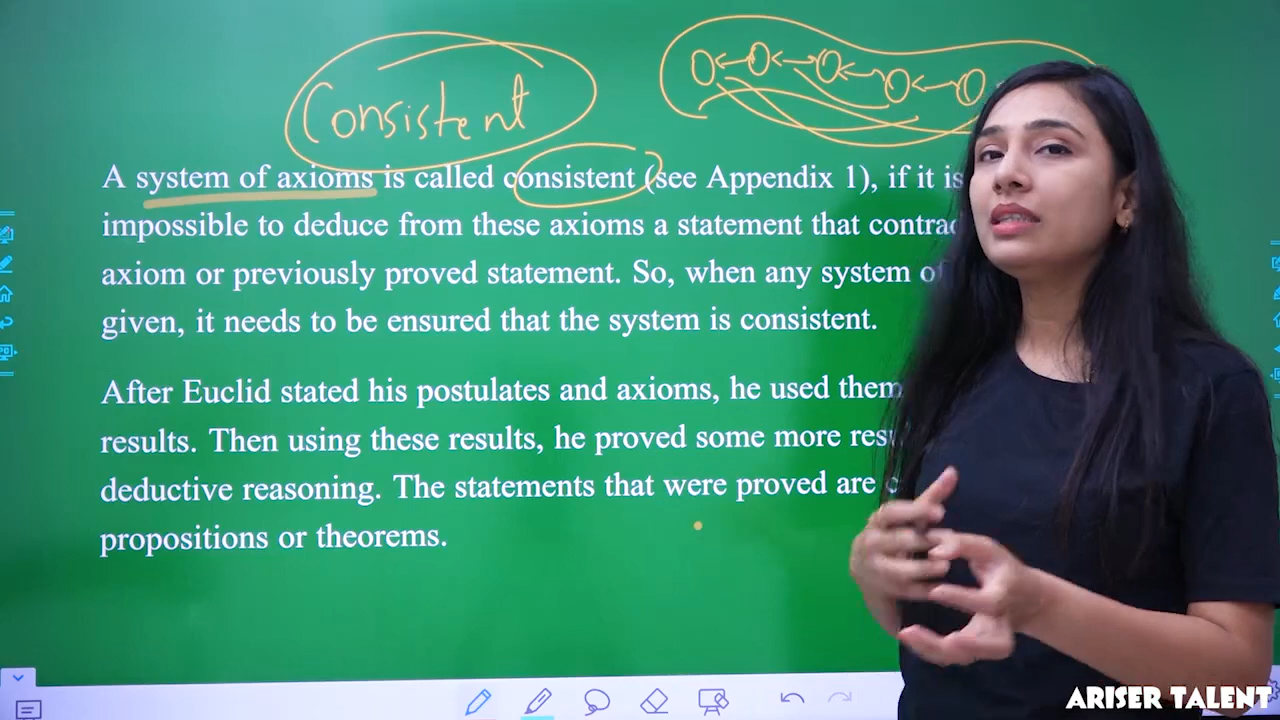 Consistent
A system of axioms is called consistent (see Appendix 1), if it is
impossible to deduce from these axioms a statement that
axiom or previously proved statement. So, when any system of
given, it needs to be ensured that the system is consistent.
After Euclid stated his postulates and axioms, he used them
results. Then using these results, he proved some more
deductive reasoning. The statements that were proved are
propositions or theorems.
ARISER TALENT